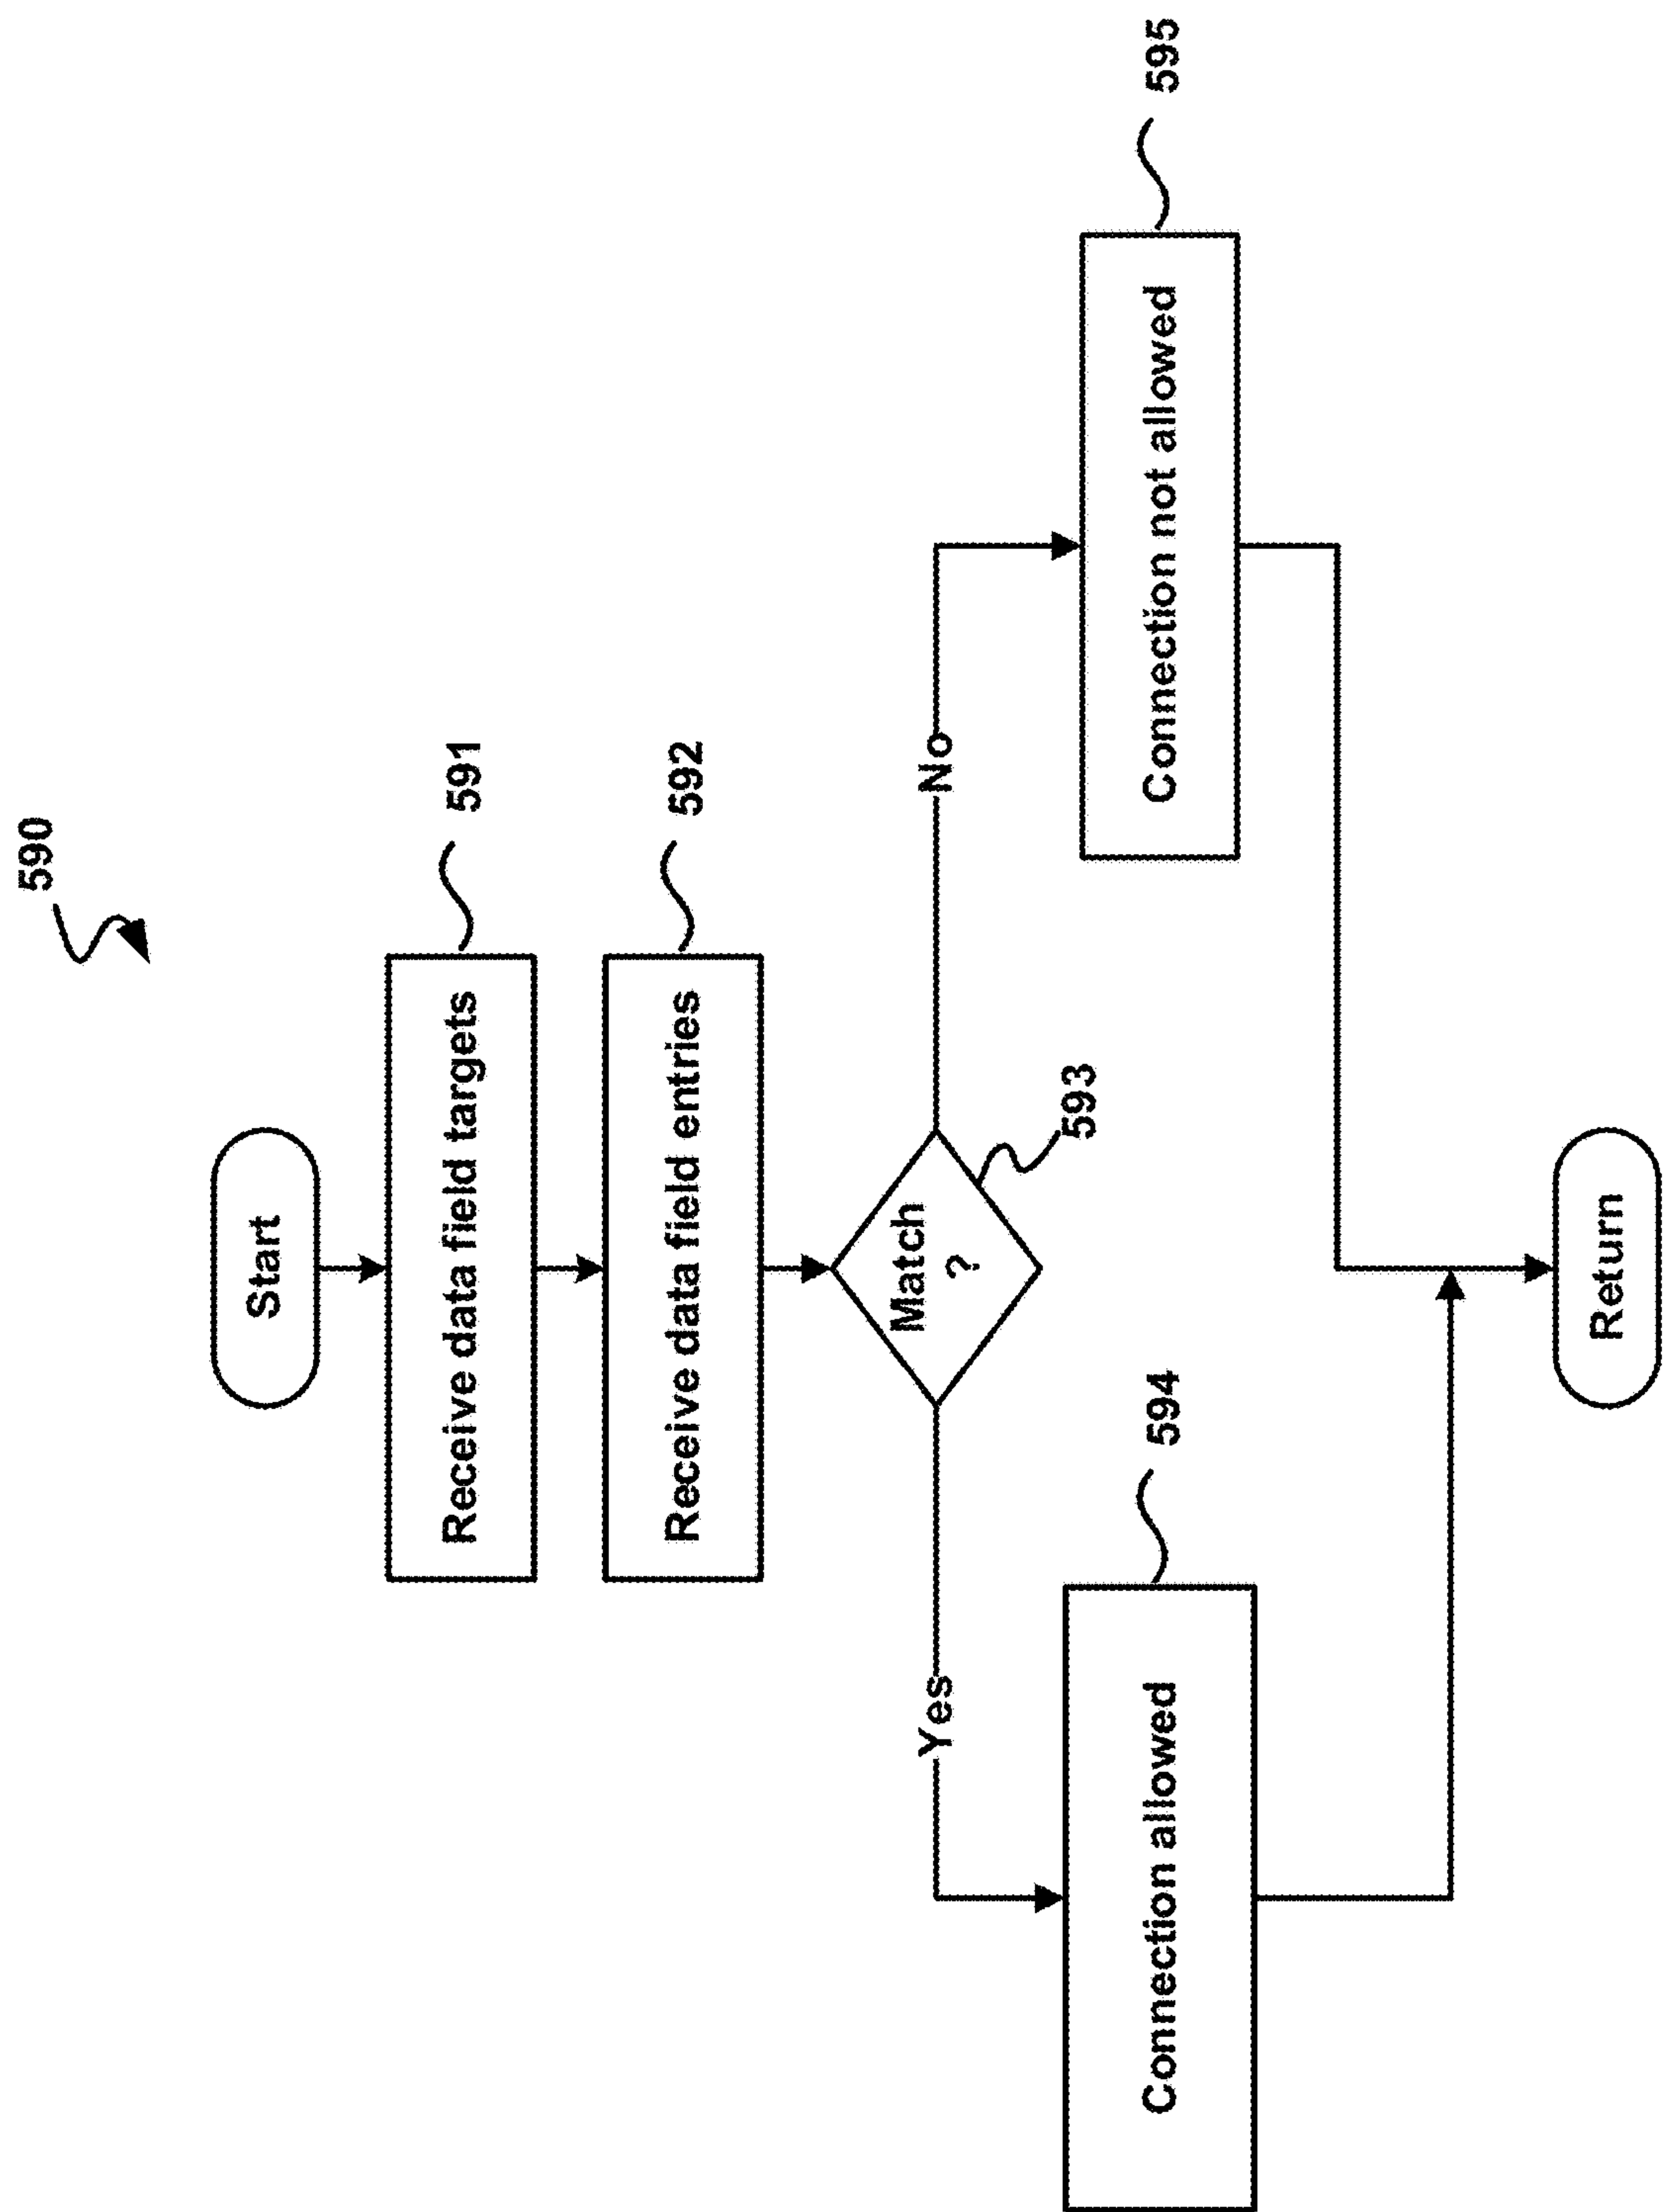 590
Start
Receive data field targets
591
Receive data field entries
592
Match
?
593
Yes
No
Connection allowed
594
Connection not allowed
595
Return